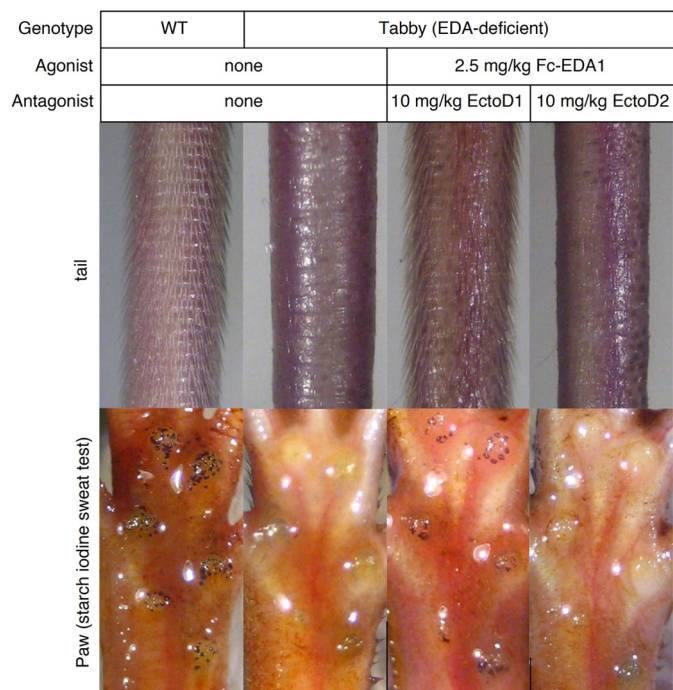 Genotype WT Tabby (EDA-deficient)
Agonist none 2.5 mg/kg Fc-EDA1
Antagonist none 10 mg/kg EctoD1 10 mg/kg EctoD2
tail
Paw (starch iodine sweat test)